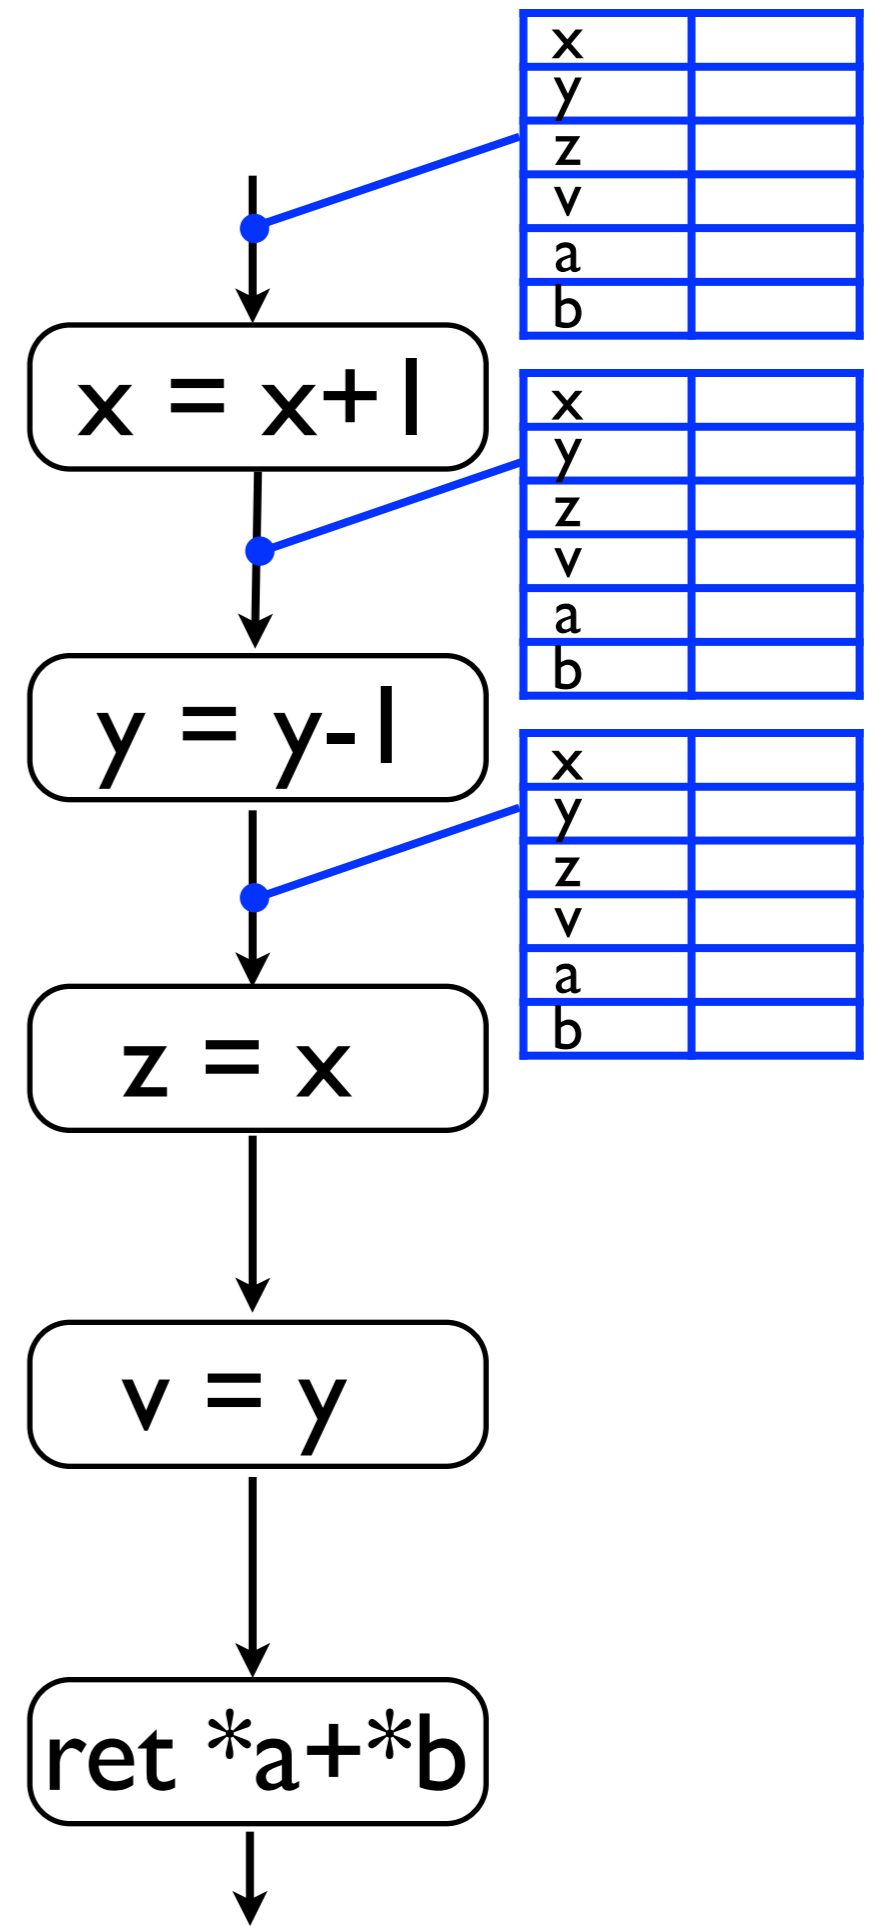 x
y
z
v
a
b
x = x+1
x
y
z
v
a
b
y = y-1
x
y
z
v
a
b
z = x
v = y
ret *a+*b